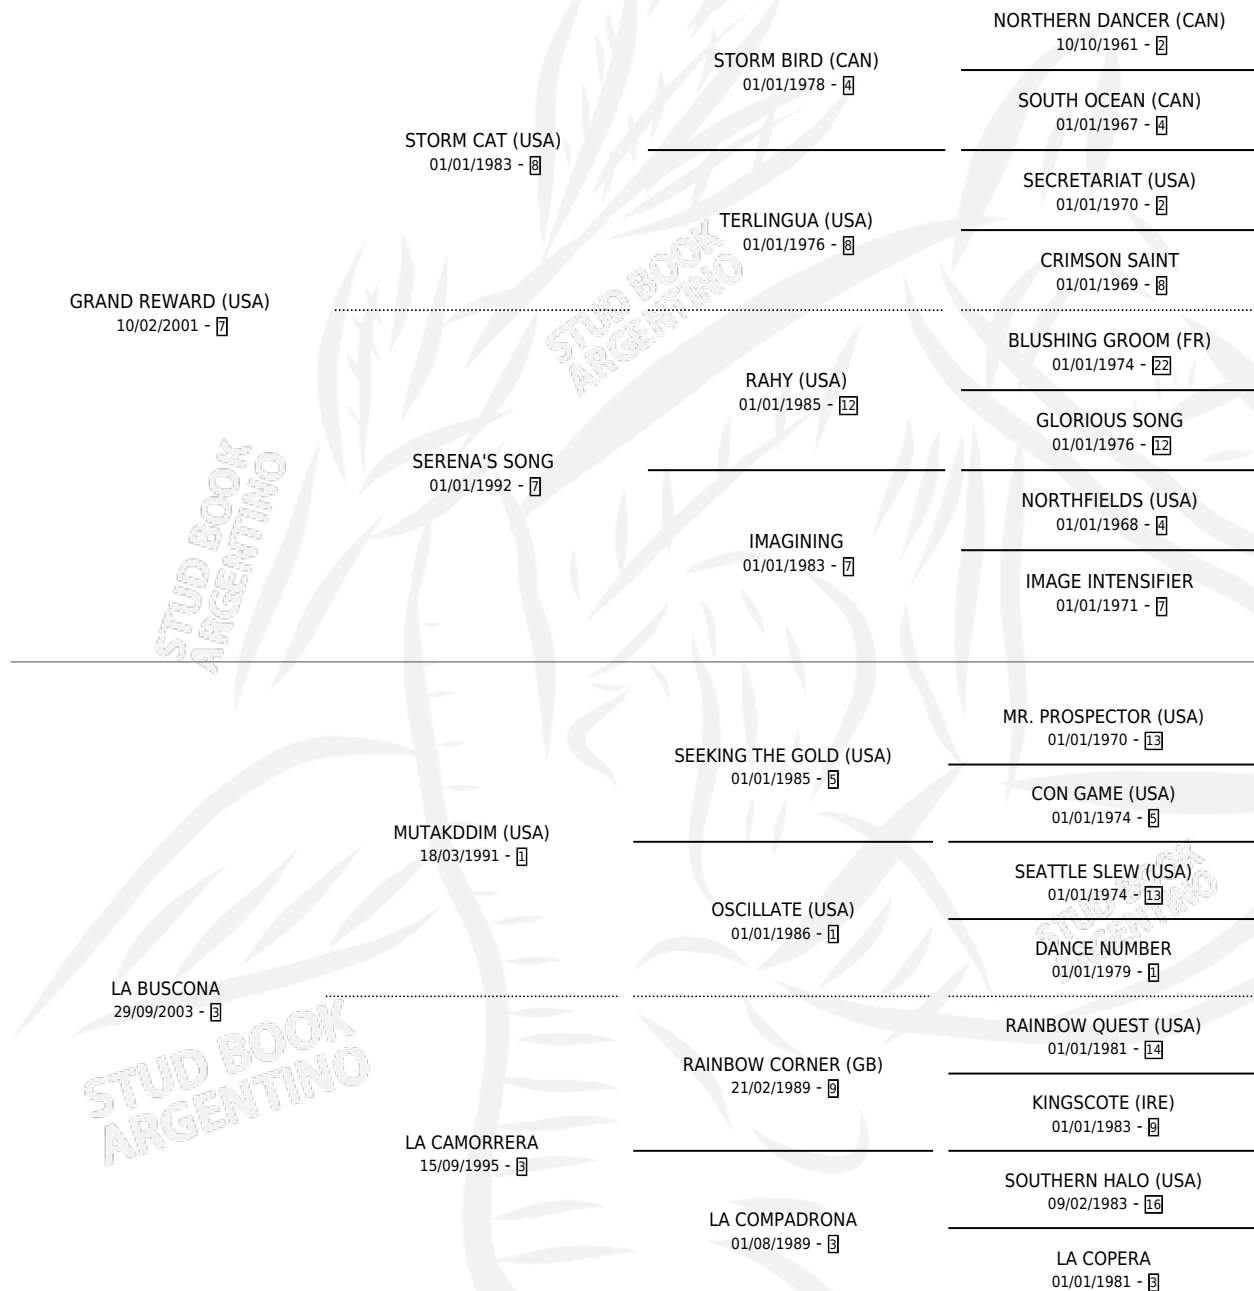 NORTHERN DANCER (CAN)
10/10/1961 - 2
STORM BIRD (CAN)
01/01/1978 - 4
SOUTH OCEAN (CAN)
01/01/1967 - 4
STORM CAT (USA)
01/01/1983 - 8
SECRETARIAT (USA)
01/01/1970 - 2
TERLINGUA (USA)
01/01/1976 - 8
CRIMSON SAINT
01/01/1969 - 8
GRAND REWARD (USA)
10/02/2001 - 7
BLUSHING GROOM (FR)
01/01/1974 - 22
RAHY (USA)
01/01/1985 - 12
GLORIOUS SONG
01/01/1976 - 12
SERENA'S SONG
01/01/1992 - 7
NORTHFIELDS (USA)
01/01/1968 - 4
IMAGINING
01/01/1983 - 7
IMAGE INTENSIFIER
01/01/1971 - 7
MR. PROSPECTOR (USA)
01/01/1970 - 13
SEEKING THE GOLD (USA)
01/01/1985 - 5
CON GAME (USA)
01/01/1974 - 5
MUTAKDDIM (USA)
18/03/1991 - 1
SEATTLE SLEW (USA)
01/01/1974 - 13
OSCILLATE (USA)
01/01/1986 - 1
DANCE NUMBER
01/01/1979 - 1
LA BUSCONA
29/09/2003 - 3
RAINBOW QUEST (USA)
01/01/1981 - 14
RAINBOW CORNER (GB)
21/02/1989 - 9
KINGSCOTE (IRE)
01/01/1983 - 9
LA CAMORRERA
15/09/1995 - 3
SOUTHERN HALO (USA)
09/02/1983 - 16
LA COMPADRONA
01/08/1989 - 3
LA COPERA
01/01/1981 - 3
STUD BOOK
ARGENTINO
STUD BOOK
ARGENTINO
STUD BOOK
ARGENTINO
STUD BOOK
ARGENTINO